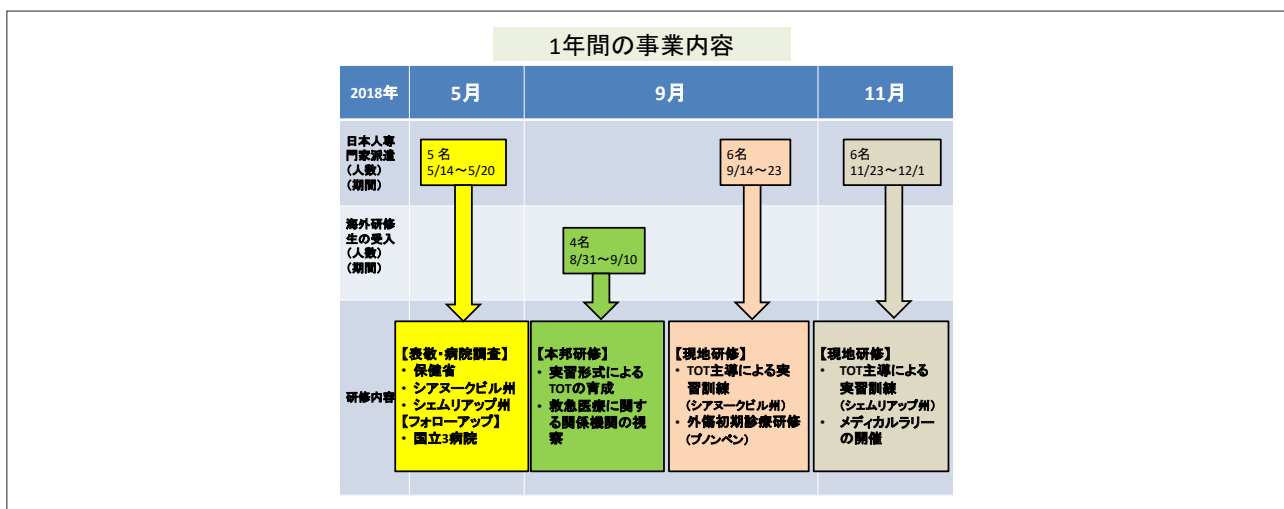 1年間の事業内容
2018年
5月
9月
11月
日本人専
門家派遣
(人数)
(期間)
5 名
5/14～5/20
6名
9/14～23
6名
11/23～12/1
海外研修
生の受入
(人数)
(期間)
4名
8/31～9/10
研修内容
【表敬・病院調査】
・ 保健省
・ シアヌークビル州
・ シェムリアップ州
【フォローアップ】
・ 国立3病院
【本邦研修】
・ 実習形式による
TOTの育成
・ 救急医療に関す
る関係機関の視
察
【現地研修】
・ TOT主導による実
習訓練
(シアヌークビル州)
・ 外傷初期診療研修
(プノンペン)
【現地研修】
・ TOT主導による
実習訓練
(シェムリアップ州)
・ メディカルラリー
の開催